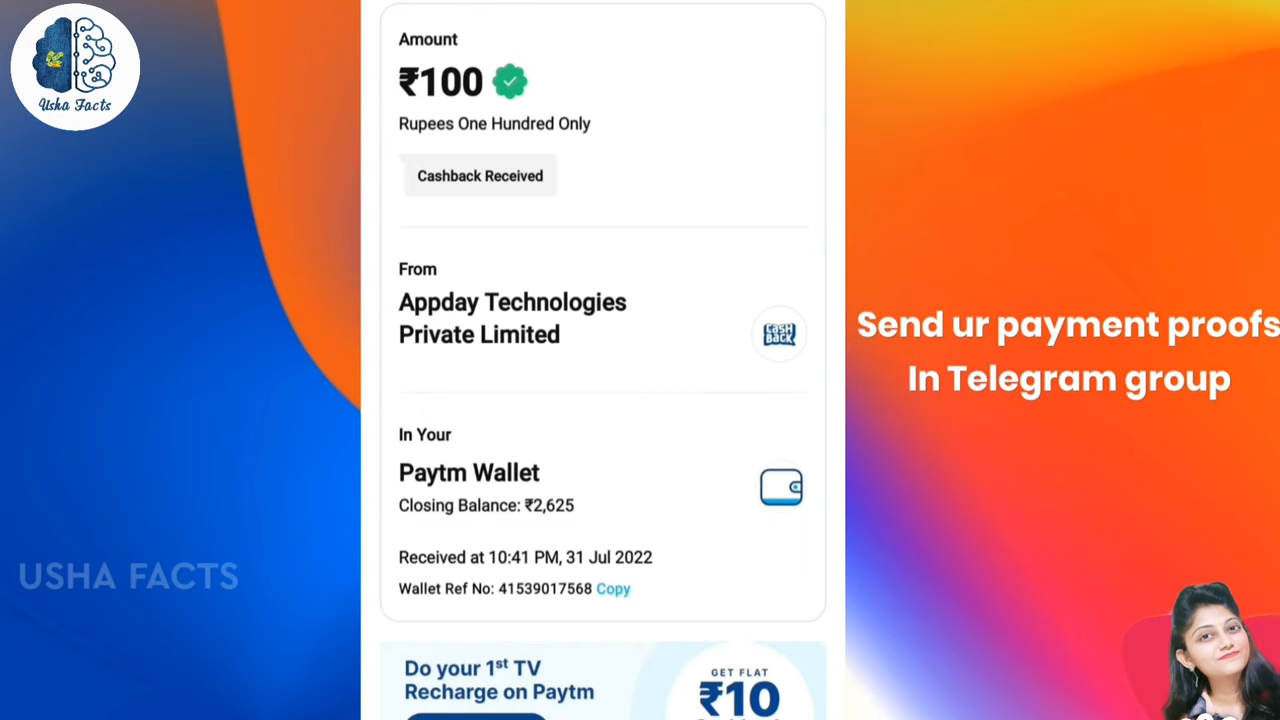 Usha Facts
Amount
₹100
Rupees One Hundred Only
Cashback Received
From
Appday Technologies
Private Limited
CASH
BACK
In Your
Paytm Wallet
Closing Balance: ₹2,625
Received at 10:41 PM, 31 Jul 2022
Wallet Ref No: 41539017568 Copy
Do your 1st TV
Recharge on Paytm
GET FLAT
₹10
Send ur payment proofs
In Telegram group
USHA FACTS